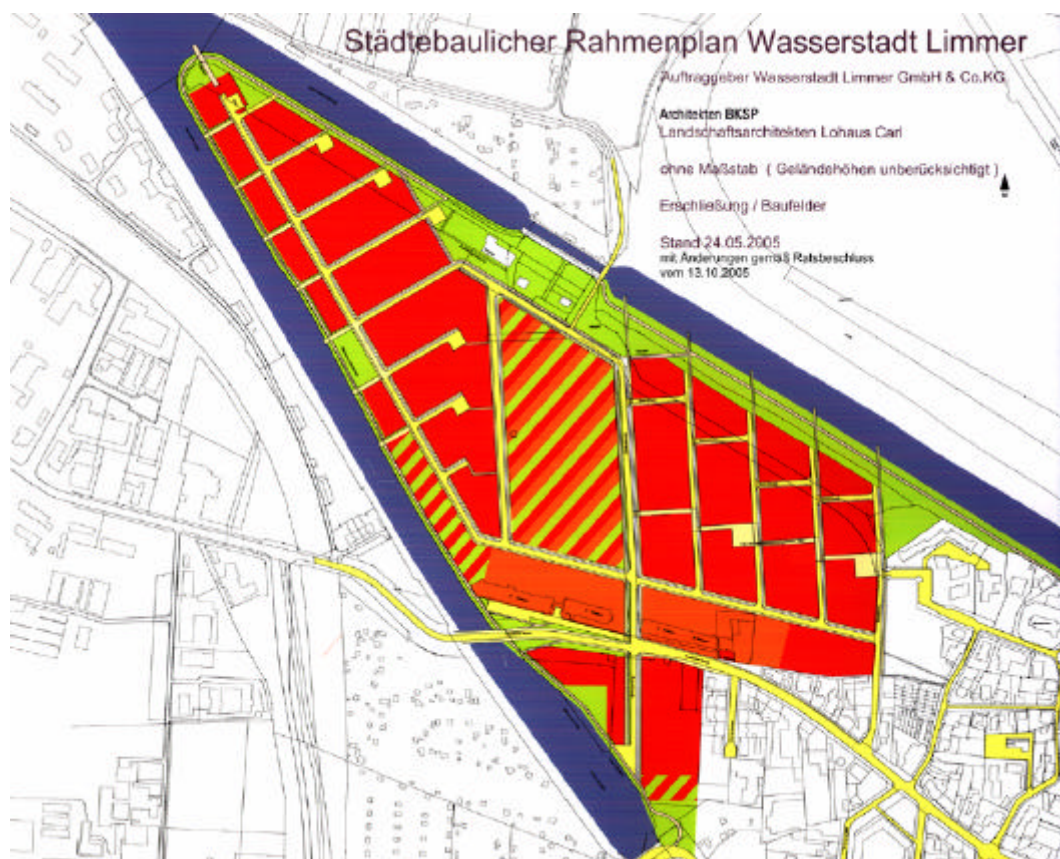 Städtebaulicher Rahmenplan Wasserstadt Limmer
Auftraggeber Wasserstadt Limmer GmbH & Co.KG
Architekten BKSP
Landschaftsarchitekten Lohaus Carl
ohne Maßstab ( Geländehöhen unberücksichtigt )
Erschließung / Baufelder
Stand 24.05.2005
mit Änderungen gemäß Ratsbeschluss
vom 13.10.2005